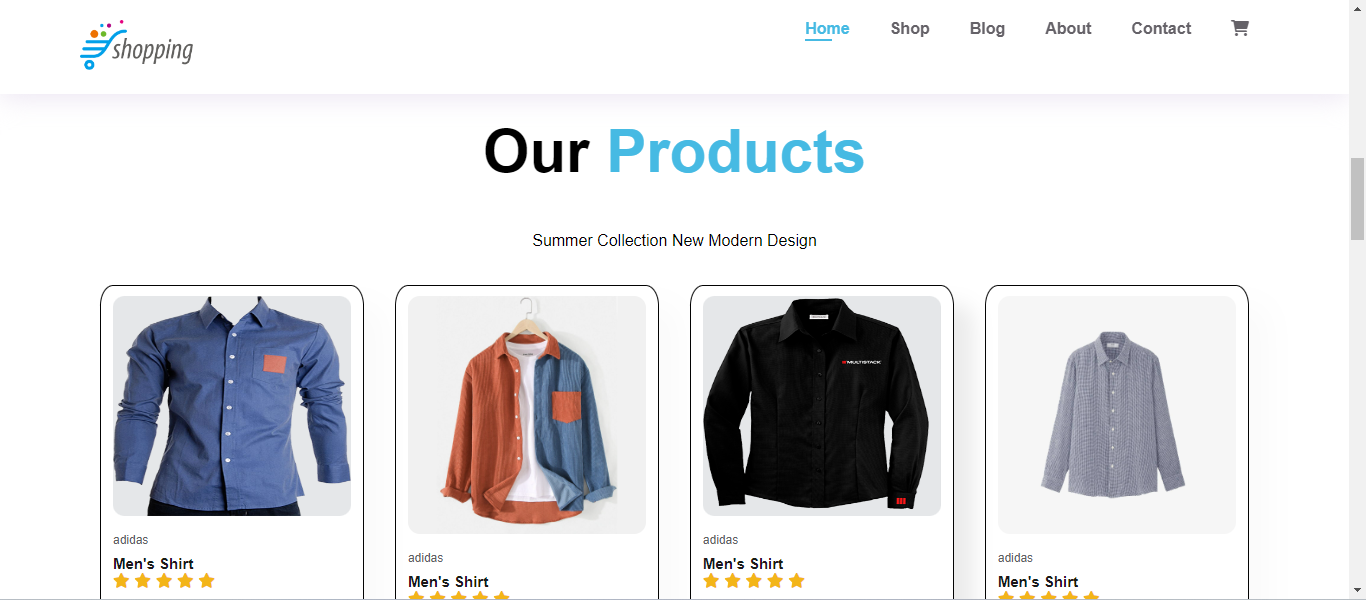 shopping
Home Shop Blog About Contact
Our Products
Summer Collection New Modern Design
MULTISTACK
adidas
Men's Shirt
adidas
Men's Shirt
adidas
Men's Shirt
adidas
Men's Shirt